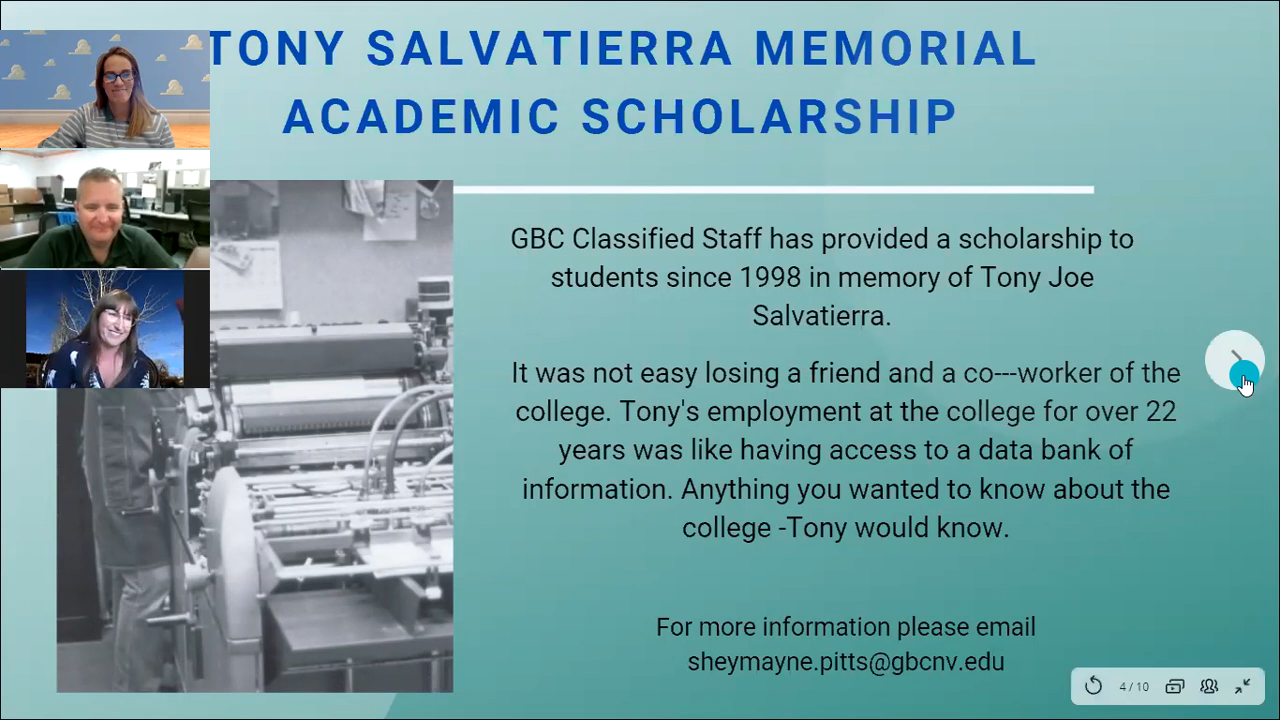 TONY SALVATIERRA MEMORIAL
ACADEMIC SCHOLARSHIP
GBC Classified Staff has provided a scholarship to
students since 1998 in memory of Tony Joe
Salvatierra.
It was not easy losing a friend and a co---worker of the
college. Tony's employment at the college for over 22
years was like having access to a data bank of
information. Anything you wanted to know about the
college -Tony would know.
For more information please email
sheymayne.pitts@gbcnv.edu
4 / 10